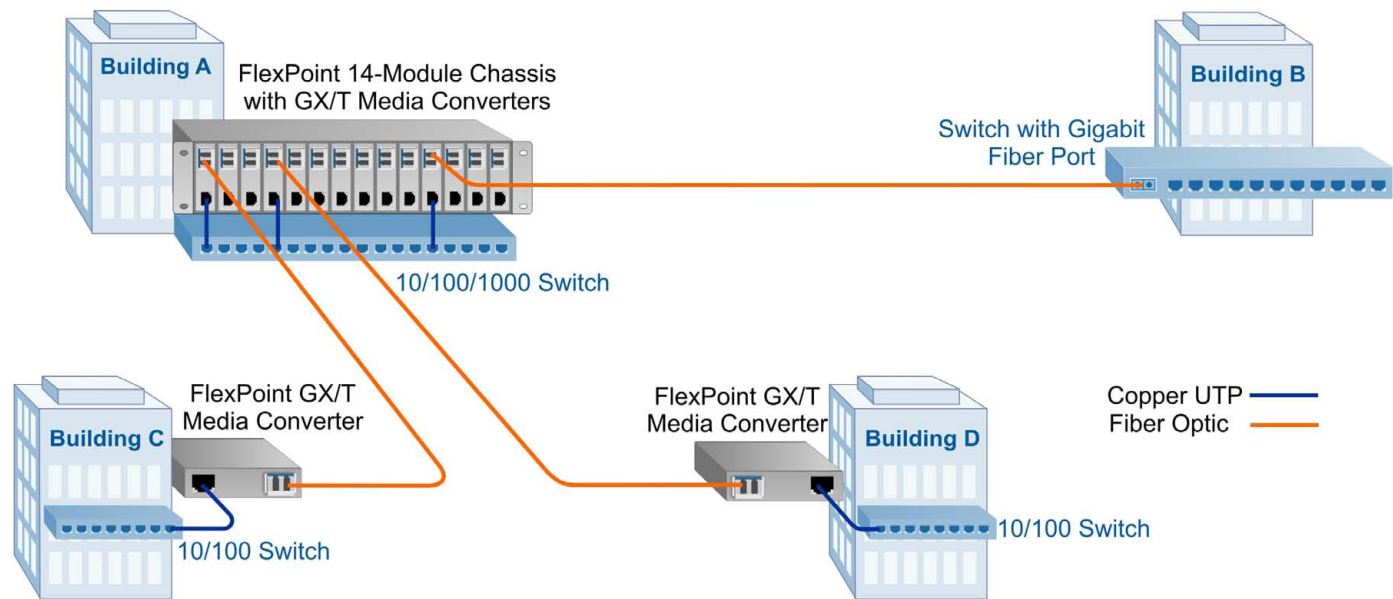 Building A
FlexPoint 14-Module Chassis
with GX/T Media Converters
Building B
Switch with Gigabit
Fiber Port
10/100/1000 Switch
FlexPoint GX/T
Media Converter
Building C
10/100 Switch
FlexPoint GX/T
Media Converter
Building D
10/100 Switch
Copper UTP
Fiber Optic